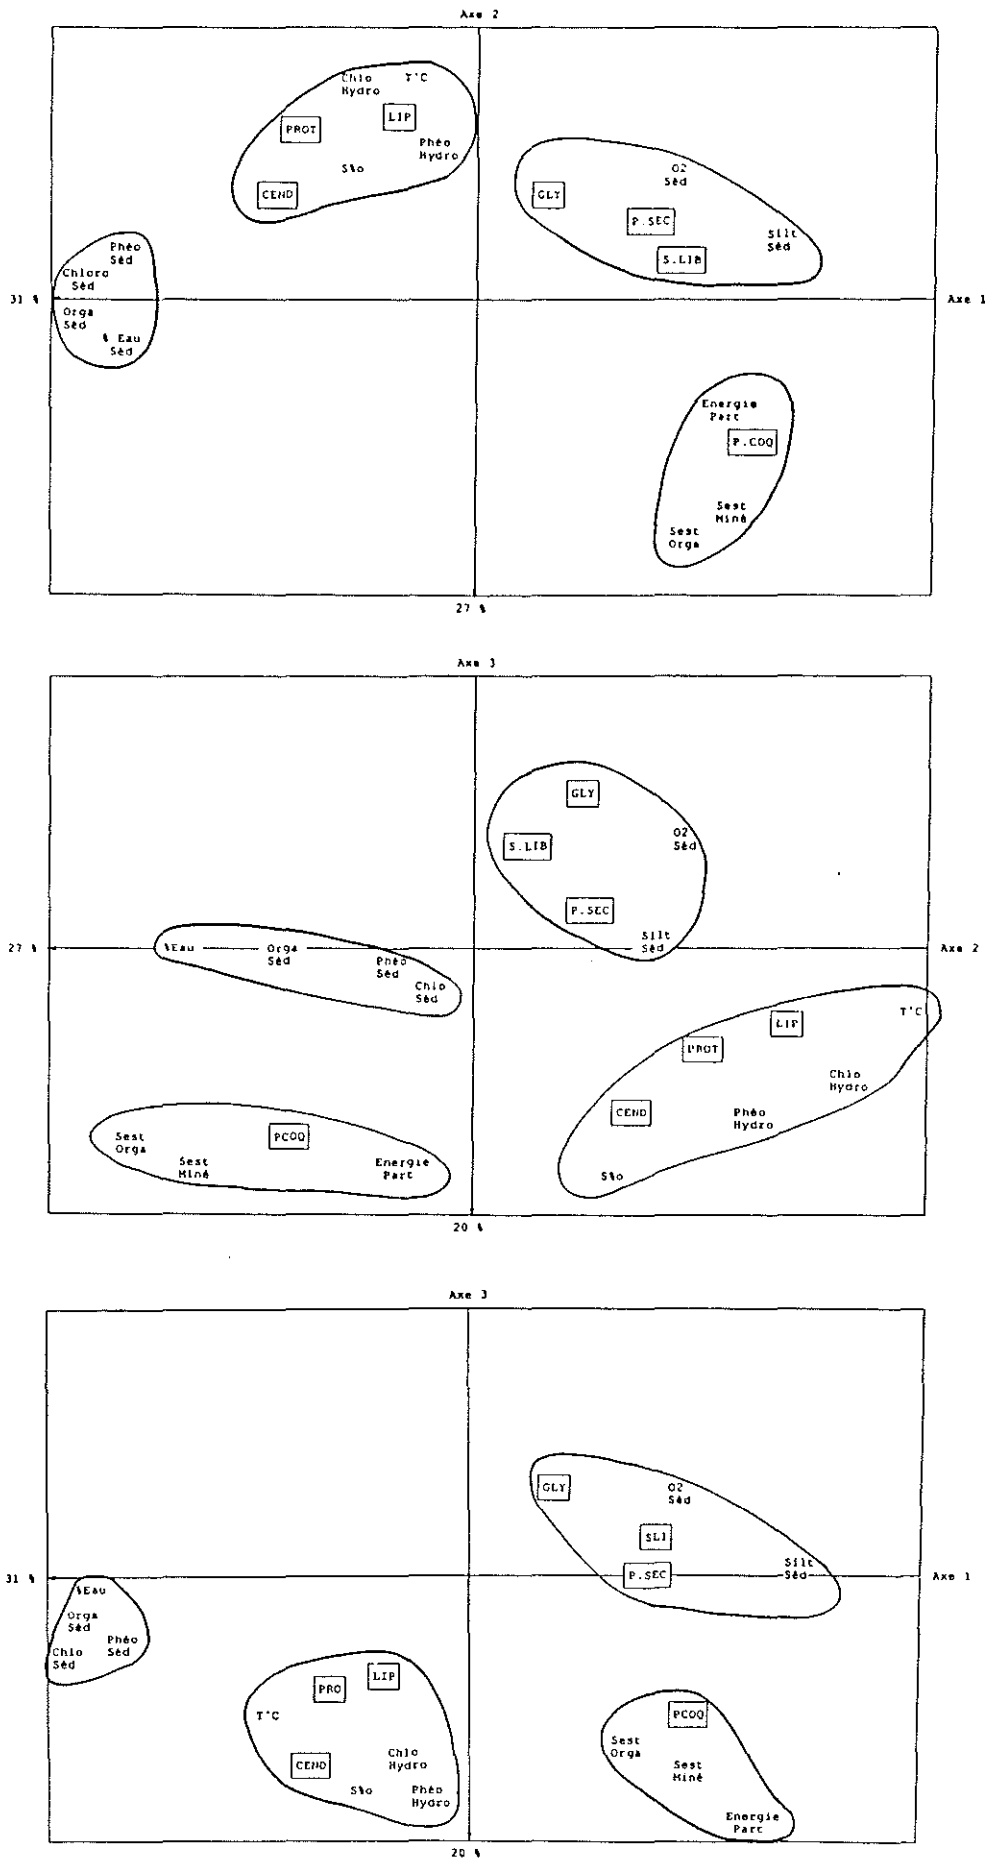 Axe 2
Chlo T°C
Hydro
LIP
PROT
Phéo
Hydro
S%o
CEND
O2
Séd
GLY
P.SEC
Silt
Séd
S.LIB
Phéo
Séd
Chloro
Séd
31 % Axe 1
Orga
Séd
% Eau
Séd
Energie
Part
P.COQ
Sest
Miné
Sest
Orga
27 %
Axe 3
GLY
O2
Séd
S.LIB
P.SEC
Silt
Séd
27 % %Eau Orga
Séd
Axe 2
Phéo
Séd
Chlo
Séd
T°C
LIP
PROT
Chlo
Hydro
CEND
Phéo
Hydro
S%o
Sest
Orga
PCOQ
Sest
Miné
Energie
Part
20 %
Axe 3
GLY
O2
Séd
SLI
Silt
Séd
P.SEC
31 % Axe 1
%Eau
Orga
Séd
Phéo
Séd
Chlo
Séd
LIP
PRO
T°C
CEND
Chlo
Hydro
S%o
Phéo
Hydro
PCOQ
Sest
Orga
Sest
Miné
Energie
Part
20 %